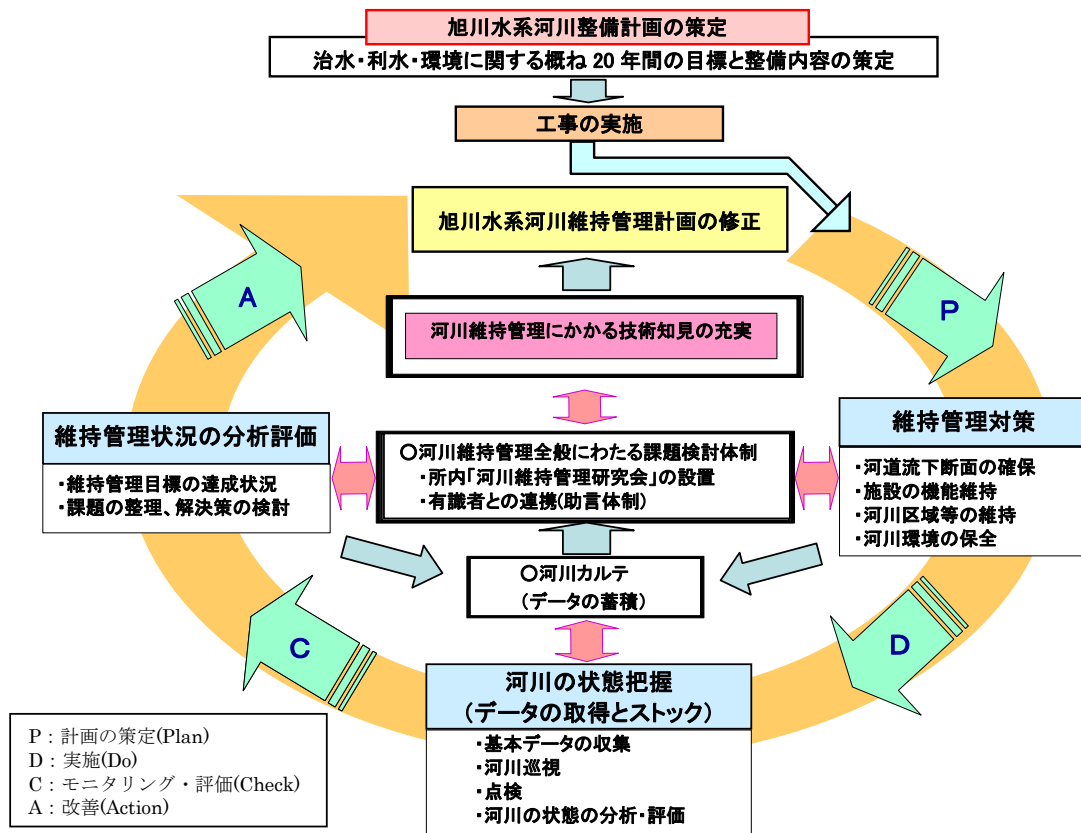 旭川水系河川整備計画の策定
治水・利水・環境に関する概ね 20 年間の目標と整備内容の策定
工事の実施
旭川水系河川維持管理計画の修正
A
P
河川維持管理にかかる技術知見の充実
維持管理状況の分析評価
・維持管理目標の達成状況
・課題の整理、解決策の検討
○河川維持管理全般にわたる課題検討体制
・所内「河川維持管理研究会」の設置
・有識者との連携(助言体制)
維持管理対策
・河道流下断面の確保
・施設の機能維持
・河川区域等の維持
・河川環境の保全
○河川カルテ
(データの蓄積)
C
D
河川の状態把握
(データの取得とストック)
・基本データの収集
・河川巡視
・点検
・河川の状態の分析・評価
P：計画の策定(Plan)
D：実施(Do)
C：モニタリング・評価(Check)
A：改善(Action)